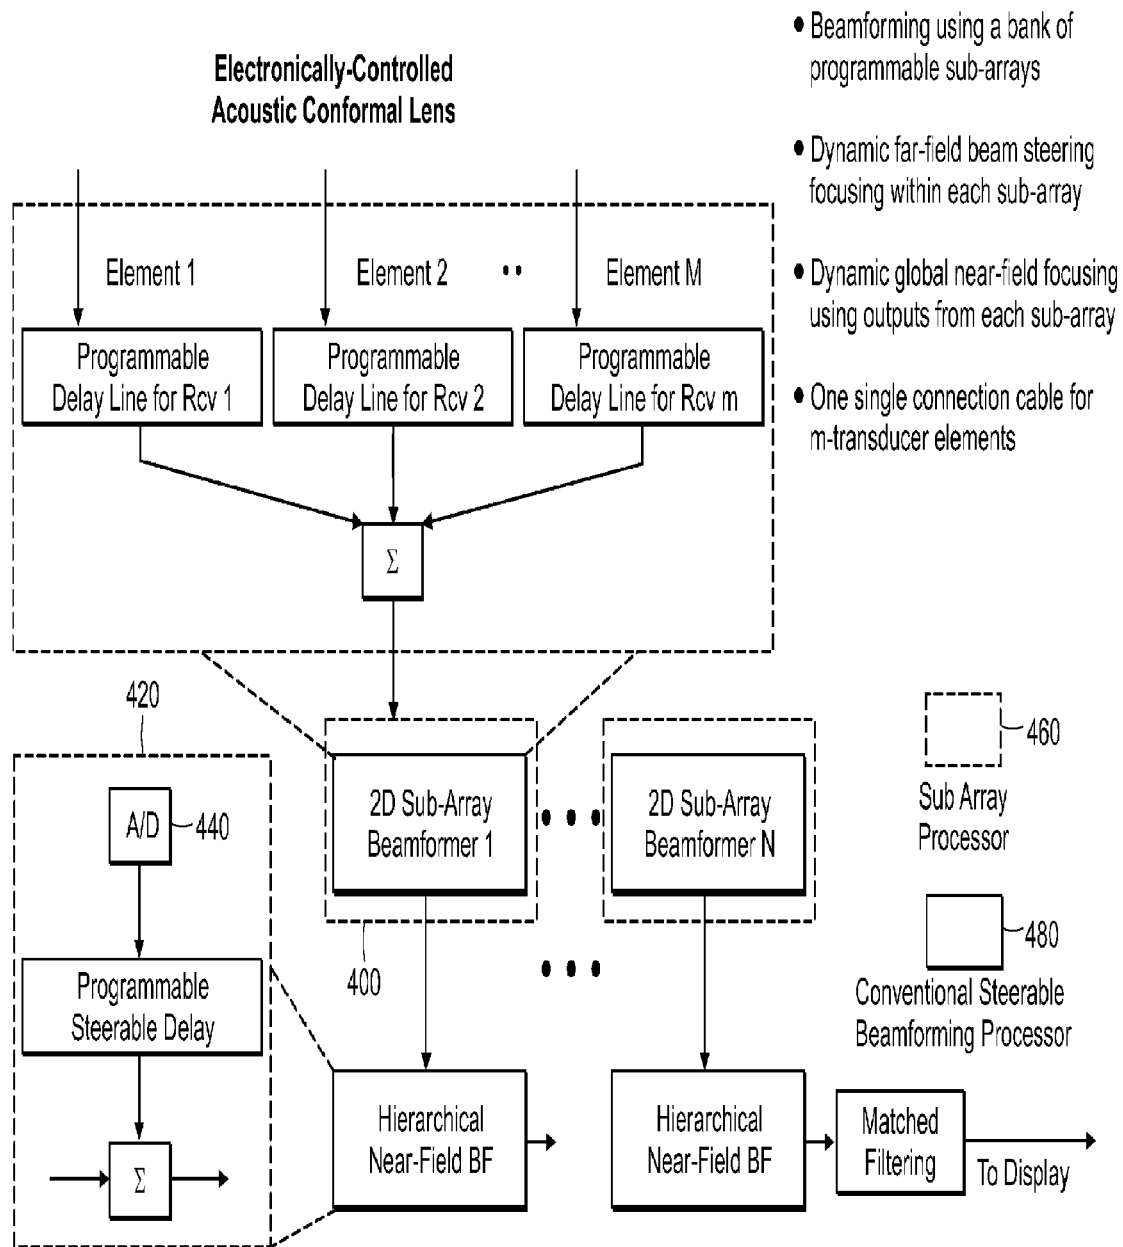 Electronically-Controlled
Acoustic Conformal Lens
• Beamforming using a bank of
programmable sub-arrays
• Dynamic far-field beam steering
focusing within each sub-array
• Dynamic global near-field focusing
using outputs from each sub-array
• One single connection cable for
m-transducer elements
Element 1
Element 2
• •
Element M
Programmable
Delay Line for Rcv 1
Programmable
Delay Line for Rcv 2
Programmable
Delay Line for Rcv m
Σ
420
A/D
440
Programmable
Steerable Delay
Σ
2D Sub-Array
Beamformer 1
• • •
2D Sub-Array
Beamformer N
400
• • •
460
Sub Array
Processor
480
Conventional Steerable
Beamforming Processor
Hierarchical
Near-Field BF
Hierarchical
Near-Field BF
Matched
Filtering
To Display